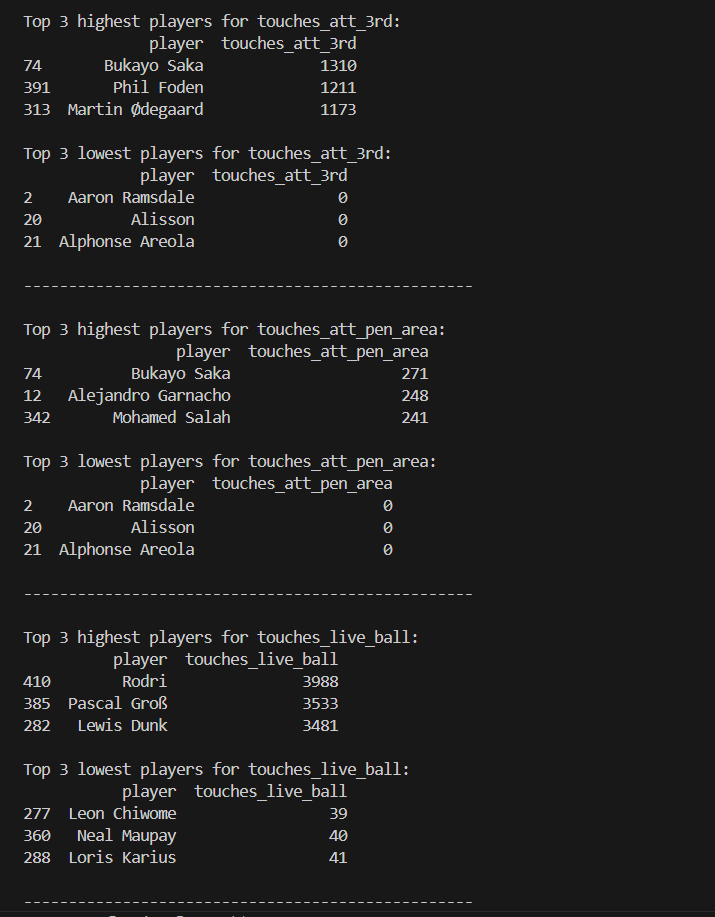 Top 3 highest players for touches_att_3rd:
player touches_att_3rd
74 Bukayo Saka 1310
391 Phil Foden 1211
313 Martin Ødegaard 1173
Top 3 lowest players for touches_att_3rd:
player touches_att_3rd
2 Aaron Ramsdale 0
20 Alisson 0
21 Alphonse Areola 0
--------------------------------------------------
Top 3 highest players for touches_att_pen_area:
player touches_att_pen_area
74 Bukayo Saka 271
12 Alejandro Garnacho 248
342 Mohamed Salah 241
Top 3 lowest players for touches_att_pen_area:
player touches_att_pen_area
2 Aaron Ramsdale 0
20 Alisson 0
21 Alphonse Areola 0
--------------------------------------------------
Top 3 highest players for touches_live_ball:
player touches_live_ball
410 Rodri 3988
385 Pascal Groß 3533
282 Lewis Dunk 3481
Top 3 lowest players for touches_live_ball:
player touches_live_ball
277 Leon Chiwome 39
360 Neal Maupay 40
288 Loris Karius 41
--------------------------------------------------